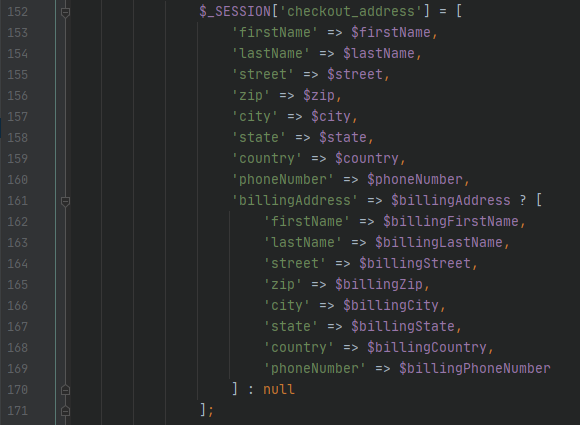 152 $_SESSION['checkout_address'] = [
153 'firstName' => $firstName,
154 'lastName' => $lastName,
155 'street' => $street,
156 'zip' => $zip,
157 'city' => $city,
158 'state' => $state,
159 'country' => $country,
160 'phoneNumber' => $phoneNumber,
161 'billingAddress' => $billingAddress ? [
162 'firstName' => $billingFirstName,
163 'lastName' => $billingLastName,
164 'street' => $billingStreet,
165 'zip' => $billingZip,
166 'city' => $billingCity,
167 'state' => $billingState,
168 'country' => $billingCountry,
169 'phoneNumber' => $billingPhoneNumber
170 ] : null
171 ];